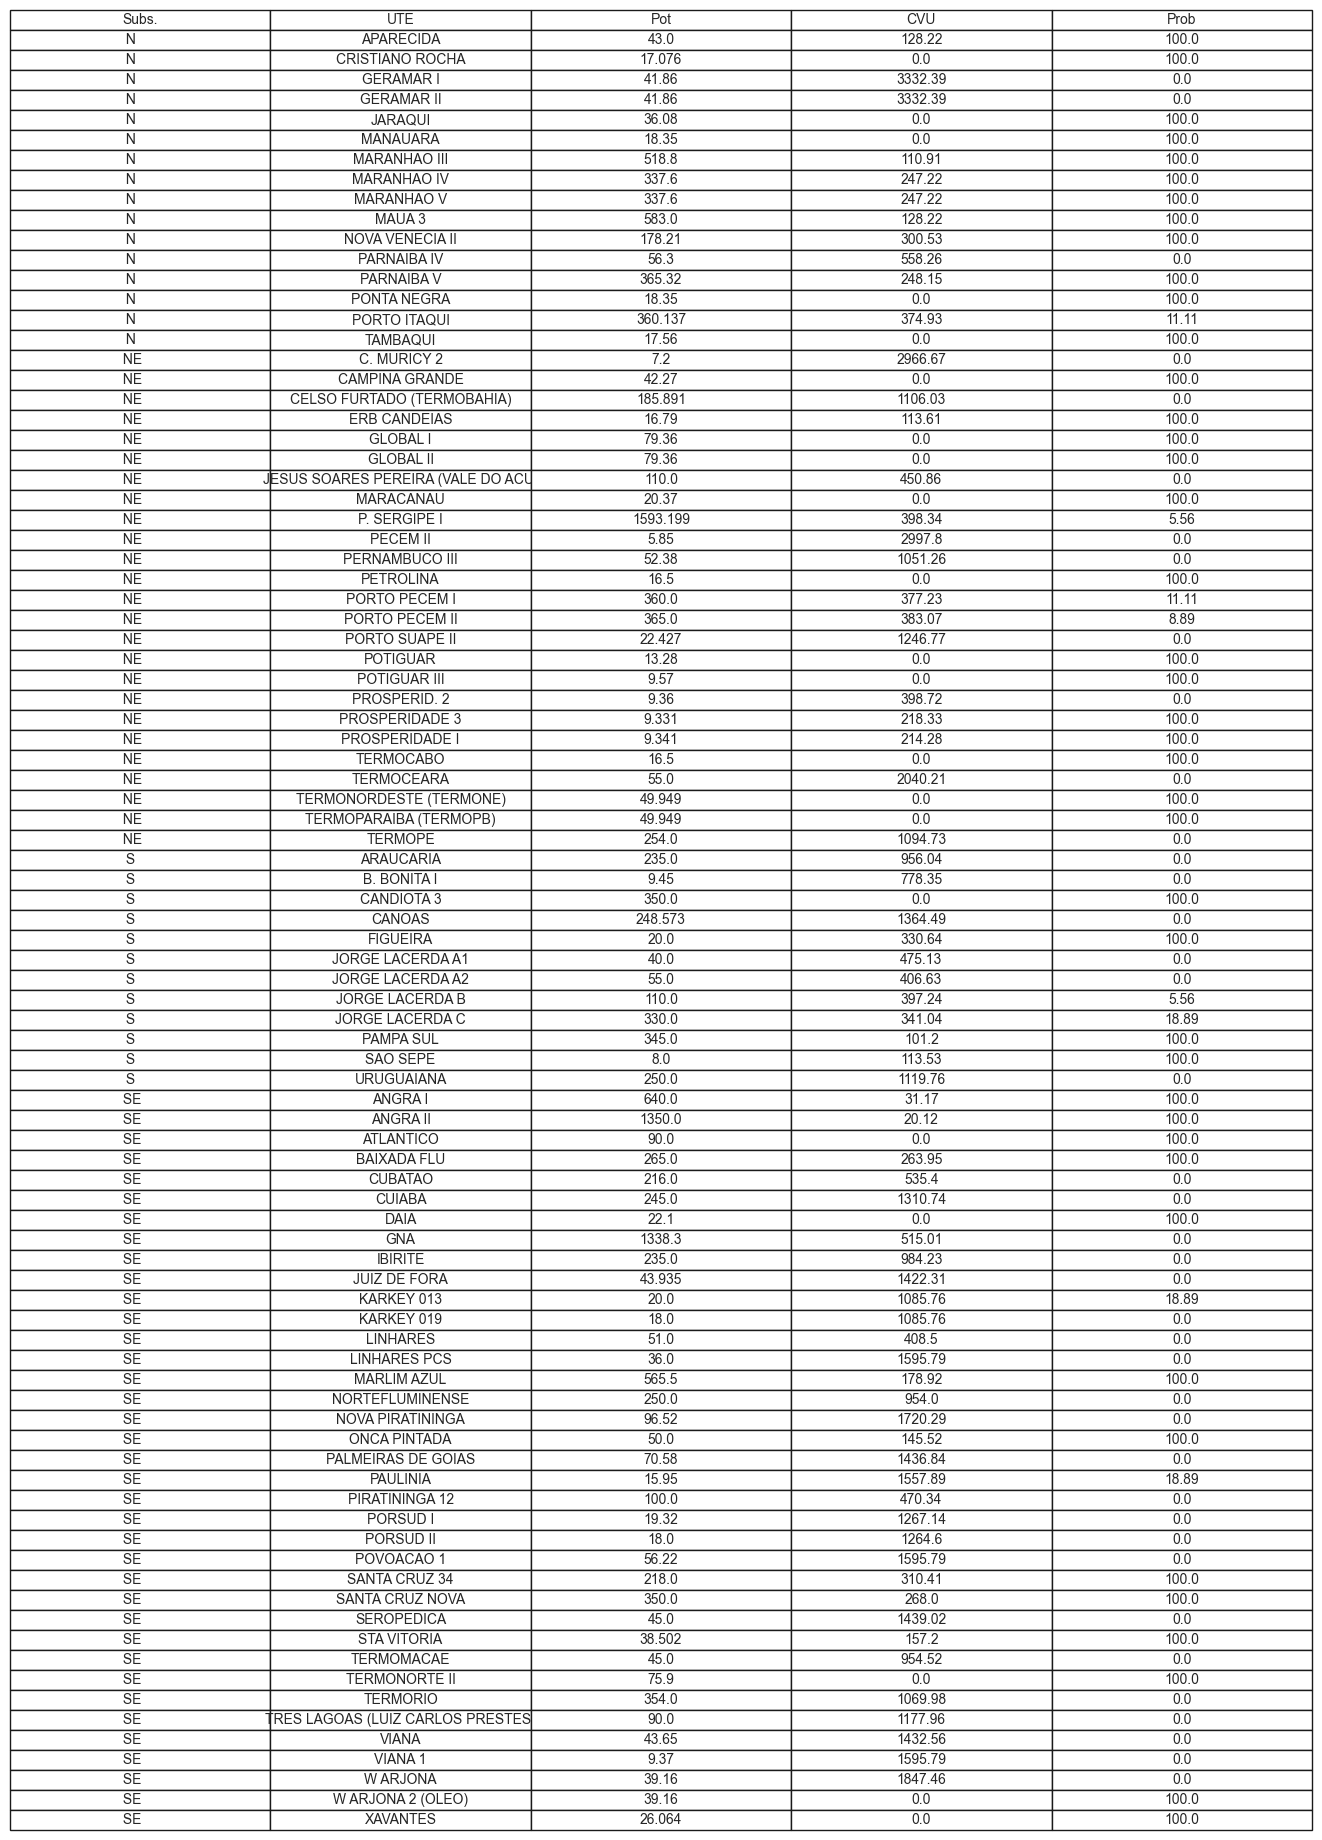 Subs. UTE Pot CVU Prob
N APARECIDA 43.0 128.22 100.0
N CRISTIANO ROCHA 17.076 0.0 100.0
N GERAMAR I 41.86 3332.39 0.0
N GERAMAR II 41.86 3332.39 0.0
N JARAQUI 36.08 0.0 100.0
N MANAUARA 18.35 0.0 100.0
N MARANHAO III 518.8 110.91 100.0
N MARANHAO IV 337.6 247.22 100.0
N MARANHAO V 337.6 247.22 100.0
N MAUA 3 583.0 128.22 100.0
N NOVA VENECIA II 178.21 300.53 100.0
N PARNAIBA IV 56.3 558.26 0.0
N PARNAIBA V 365.32 248.15 100.0
N PONTA NEGRA 18.35 0.0 100.0
N PORTO ITAQUI 360.137 374.93 11.11
N TAMBAQUI 17.56 0.0 100.0
NE C. MURICY 2 7.2 2966.67 0.0
NE CAMPINA GRANDE 42.27 0.0 100.0
NE CELSO FURTADO (TERMOBAHIA) 185.891 1106.03 0.0
NE ERB CANDEIAS 16.79 113.61 100.0
NE GLOBAL I 79.36 0.0 100.0
NE GLOBAL II 79.36 0.0 100.0
NE JESUS SOARES PEREIRA (VALE DO ACU 110.0 450.86 0.0
NE MARACANAU 20.37 0.0 100.0
NE P. SERGIPE I 1593.199 398.34 5.56
NE PECEM II 5.85 2997.8 0.0
NE PERNAMBUCO III 52.38 1051.26 0.0
NE PETROLINA 16.5 0.0 100.0
NE PORTO PECEM I 360.0 377.23 11.11
NE PORTO PECEM II 365.0 383.07 8.89
NE PORTO SUAPE II 22.427 1246.77 0.0
NE POTIGUAR 13.28 0.0 100.0
NE POTIGUAR III 9.57 0.0 100.0
NE PROSPERID. 2 9.36 398.72 0.0
NE PROSPERIDADE 3 9.331 218.33 100.0
NE PROSPERIDADE I 9.341 214.28 100.0
NE TERMOCABO 16.5 0.0 100.0
NE TERMOCEARA 55.0 2040.21 0.0
NE TERMONORDESTE (TERMONE) 49.949 0.0 100.0
NE TERMOPARAIBA (TERMOPB) 49.949 0.0 100.0
NE TERMOPE 254.0 1094.73 0.0
S ARAUCARIA 235.0 956.04 0.0
S B. BONITA I 9.45 778.35 0.0
S CANDIOTA 3 350.0 0.0 100.0
S CANOAS 248.573 1364.49 0.0
S FIGUEIRA 20.0 330.64 100.0
S JORGE LACERDA A1 40.0 475.13 0.0
S JORGE LACERDA A2 55.0 406.63 0.0
S JORGE LACERDA B 110.0 397.24 5.56
S JORGE LACERDA C 330.0 341.04 18.89
S PAMPA SUL 345.0 101.2 100.0
S SAO SEPE 8.0 113.53 100.0
S URUGUAIANA 250.0 1119.76 0.0
SE ANGRA I 640.0 31.17 100.0
SE ANGRA II 1350.0 20.12 100.0
SE ATLANTICO 90.0 0.0 100.0
SE BAIXADA FLU 265.0 263.95 100.0
SE CUBATAO 216.0 535.4 0.0
SE CUIABA 245.0 1310.74 0.0
SE DAIA 22.1 0.0 100.0
SE GNA 1338.3 515.01 0.0
SE IBIRITE 235.0 984.23 0.0
SE JUIZ DE FORA 43.935 1422.31 0.0
SE KARKEY 013 20.0 1085.76 18.89
SE KARKEY 019 18.0 1085.76 0.0
SE LINHARES 51.0 408.5 0.0
SE LINHARES PCS 36.0 1595.79 0.0
SE MARLIM AZUL 565.5 178.92 100.0
SE NORTEFLUMINENSE 250.0 954.0 0.0
SE NOVA PIRATININGA 96.52 1720.29 0.0
SE ONCA PINTADA 50.0 145.52 100.0
SE PALMEIRAS DE GOIAS 70.58 1436.84 0.0
SE PAULINIA 15.95 1557.89 18.89
SE PIRATININGA 12 100.0 470.34 0.0
SE PORSUD I 19.32 1267.14 0.0
SE PORSUD II 18.0 1264.6 0.0
SE POVOACAO 1 56.22 1595.79 0.0
SE SANTA CRUZ 34 218.0 310.41 100.0
SE SANTA CRUZ NOVA 350.0 268.0 100.0
SE SEROPEDICA 45.0 1439.02 0.0
SE STA VITORIA 38.502 157.2 100.0
SE TERMOMACAE 45.0 954.52 0.0
SE TERMONORTE II 75.9 0.0 100.0
SE TERMORIO 354.0 1069.98 0.0
SE TRES LAGOAS (LUIZ CARLOS PRESTES 90.0 1177.96 0.0
SE VIANA 43.65 1432.56 0.0
SE VIANA 1 9.37 1595.79 0.0
SE W ARJONA 39.16 1847.46 0.0
SE W ARJONA 2 (OLEO) 39.16 0.0 100.0
SE XAVANTES 26.064 0.0 100.0